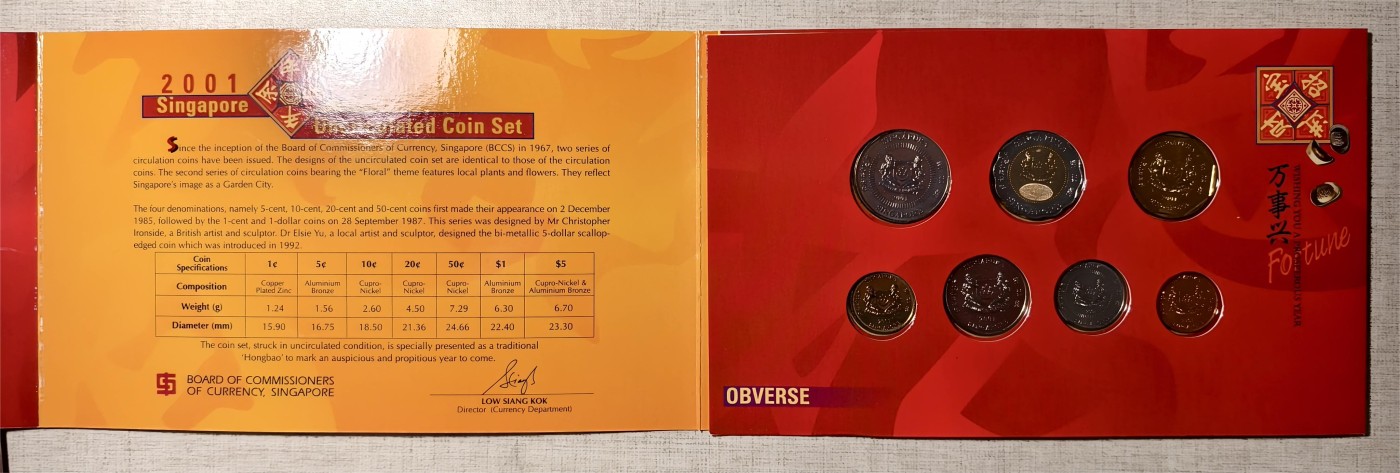 2001
Singapore
Uncirculated Coin Set
Since the inception of the Board of Commissioners of Currency, Singapore (BCCS) in 1967, two series of
circulation coins have been issued. The designs of the uncirculated coin set are identical to those of the circulation
coins. The second series of circulation coins bearing the “Floral” theme features local plants and flowers. They reflect
Singapore's image as a Garden City.
The four denominations, namely 5-cent, 10-cent, 20-cent and 50-cent coins first made their appearance on 2 December
1985, followed by the 1-cent and 1-dollar coins on 28 September 1987. This series was designed by Mr Christopher
Ironside, a British artist and sculptor. Dr Elsie Yu, a local artist and sculptor, designed the bi-metallic 5-dollar scallop-
edged coin which was introduced in 1992.
Coin Specifications 1¢ 5¢ 10¢ 20¢ 50¢ $1 $5
Composition Copper Plated Zinc Aluminium Bronze Cupro-Nickel Cupro-Nickel Cupro-Nickel Aluminium Bronze Cupro-Nickel & Aluminium Bronze
Weight (g) 1.24 1.56 2.60 4.50 7.29 6.30 6.70
Diameter (mm) 15.90 16.75 18.50 21.36 24.66 22.40 23.30
The coin set, struck in uncirculated condition, is specially presented as a traditional
'Hongbao' to mark an auspicious and propitious year to come.
BOARD OF COMMISSIONERS
OF CURRENCY, SINGAPORE
LOW SIANG KOK
Director (Currency Department)
OBVERSE
万事兴
WISHING YOU A PROSPEROUS YEAR
Fortune